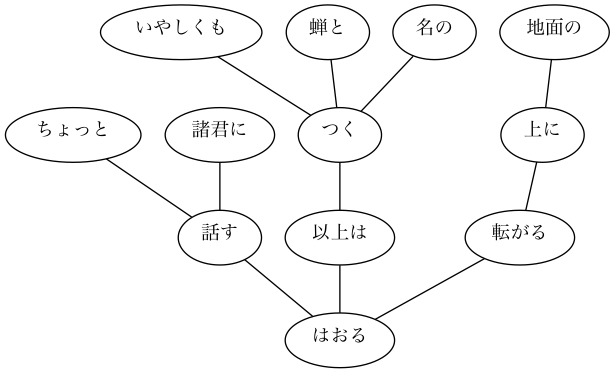 いやしくも
蝉と
名の
地面の
ちょっと
諸君に
つく
上に
話す
以上は
転がる
はおる